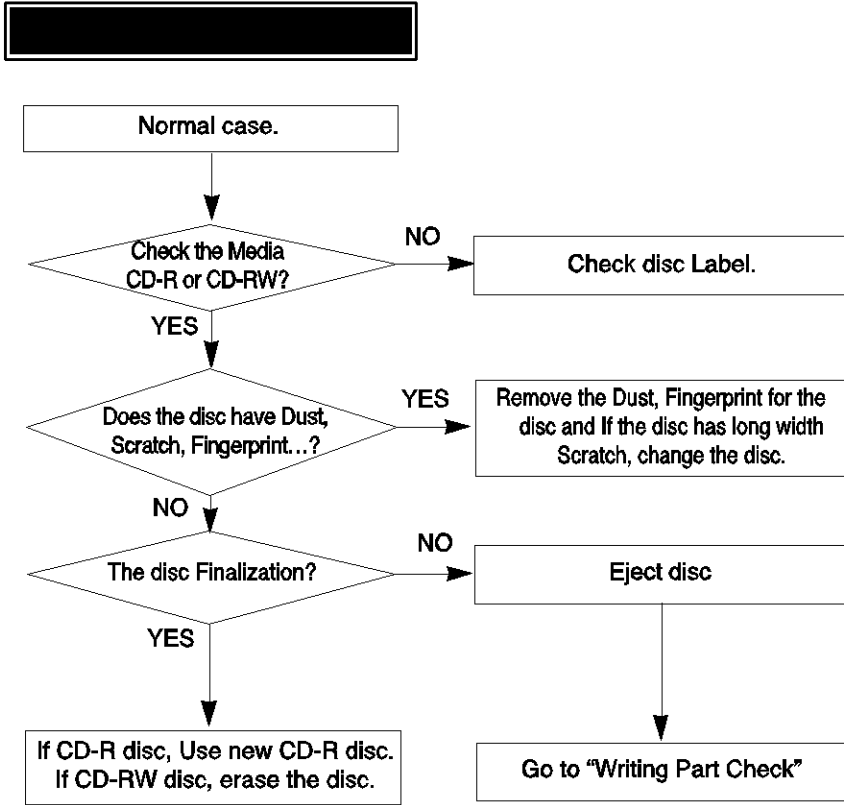 Normal case.
Check the Media
CD-R or CD-RW?
NO
Check disc Label.
YES
Does the disc have Dust,
Scratch, Fingerprint...?
YES
Remove the Dust, Fingerprint for the
disc and If the disc has long width
Scratch, change the disc.
NO
The disc Finalization?
NO
Eject disc
YES
If CD-R disc, Use new CD-R disc.
If CD-RW disc, erase the disc.
Go to “Writing Part Check”